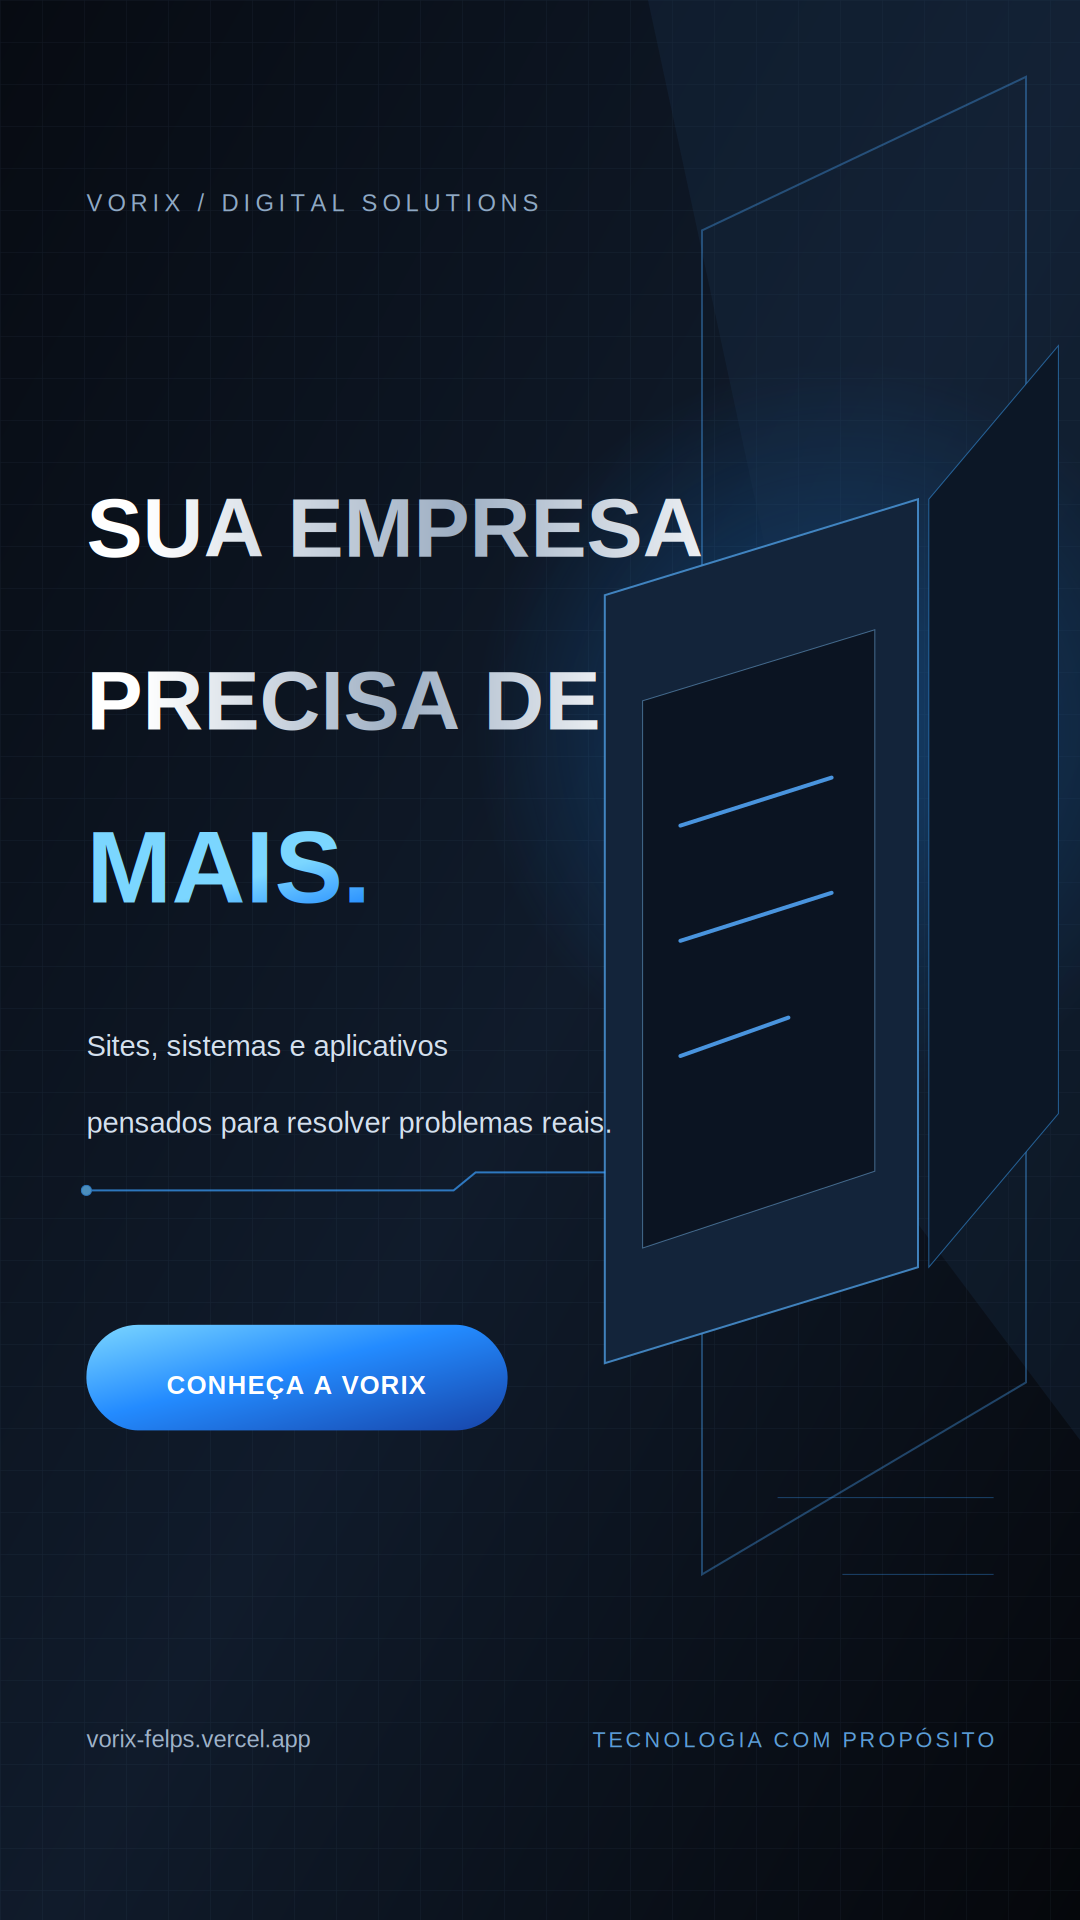 VORIX / DIGITAL SOLUTIONS
SUA EMPRESA
PRECISA DE
MAIS.
Sites, sistemas e aplicativos
pensados para resolver problemas reais.
CONHEÇA A VORIX
vorix-felps.vercel.app
TECNOLOGIA COM PROPÓSITO